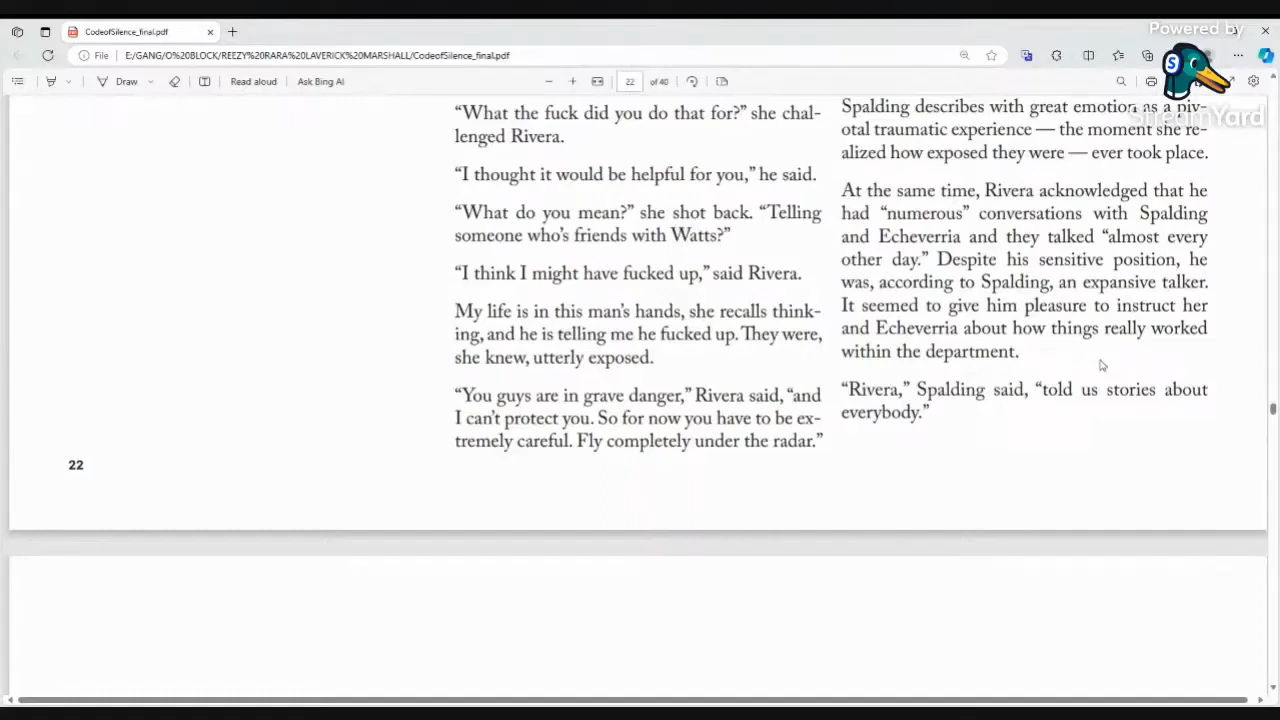 Powered by
CodeofSilence_final.pdf
File
E:/GANG/O%20BLOCK/REEZY%20RARA%20LAVERICK%20MARSHALL/CodeofSilence_final.pdf
Draw
Read aloud
Ask Bing AI
22
of 40
S
StreamYard
“What the fuck did you do that for?” she chal-
lenged Rivera.
“I thought it would be helpful for you,” he said.
“What do you mean?” she shot back. “Telling
someone who’s friends with Watts?”
“I think I might have fucked up,” said Rivera.
My life is in this man’s hands, she recalls think-
ing, and he is telling me he fucked up. They were,
she knew, utterly exposed.
“You guys are in grave danger,” Rivera said, “and
I can’t protect you. So for now you have to be ex-
tremely careful. Fly completely under the radar.”
Spalding describes with great emotion as a piv-
otal traumatic experience — the moment she re-
alized how exposed they were — ever took place.
At the same time, Rivera acknowledged that he
had “numerous” conversations with Spalding
and Echeverria and they talked “almost every
other day.” Despite his sensitive position, he
was, according to Spalding, an expansive talker.
It seemed to give him pleasure to instruct her
and Echeverria about how things really worked
within the department.
“Rivera,” Spalding said, “told us stories about
everybody.”
22